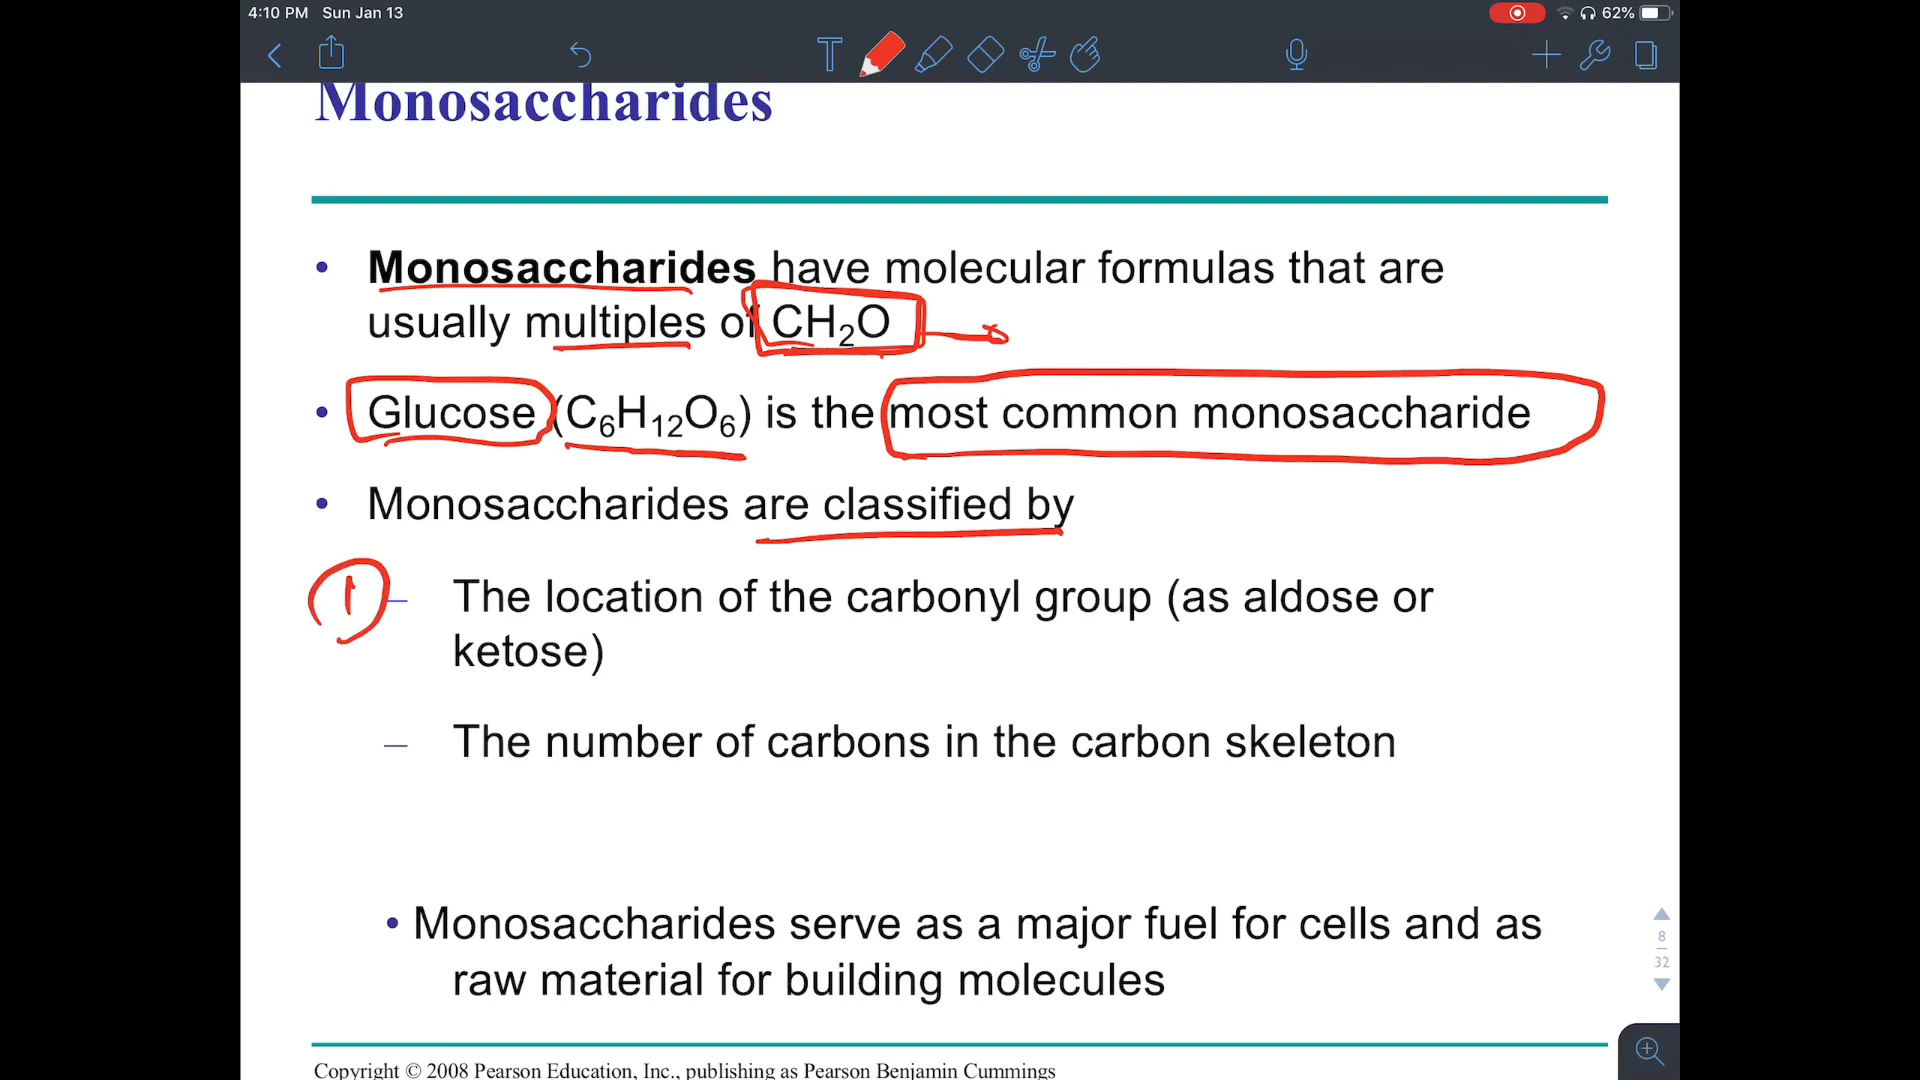 4:10 PM Sun Jan 13
62%
T
Monosaccharides
• Monosaccharides have molecular formulas that are
usually multiples of CH₂O
• Glucose (C₆H₁₂O₆) is the most common monosaccharide
• Monosaccharides are classified by
1
– The location of the carbonyl group (as aldose or
ketose)
– The number of carbons in the carbon skeleton
• Monosaccharides serve as a major fuel for cells and as
raw material for building molecules
8
32
Copyright © 2008 Pearson Education, Inc., publishing as Pearson Benjamin Cummings